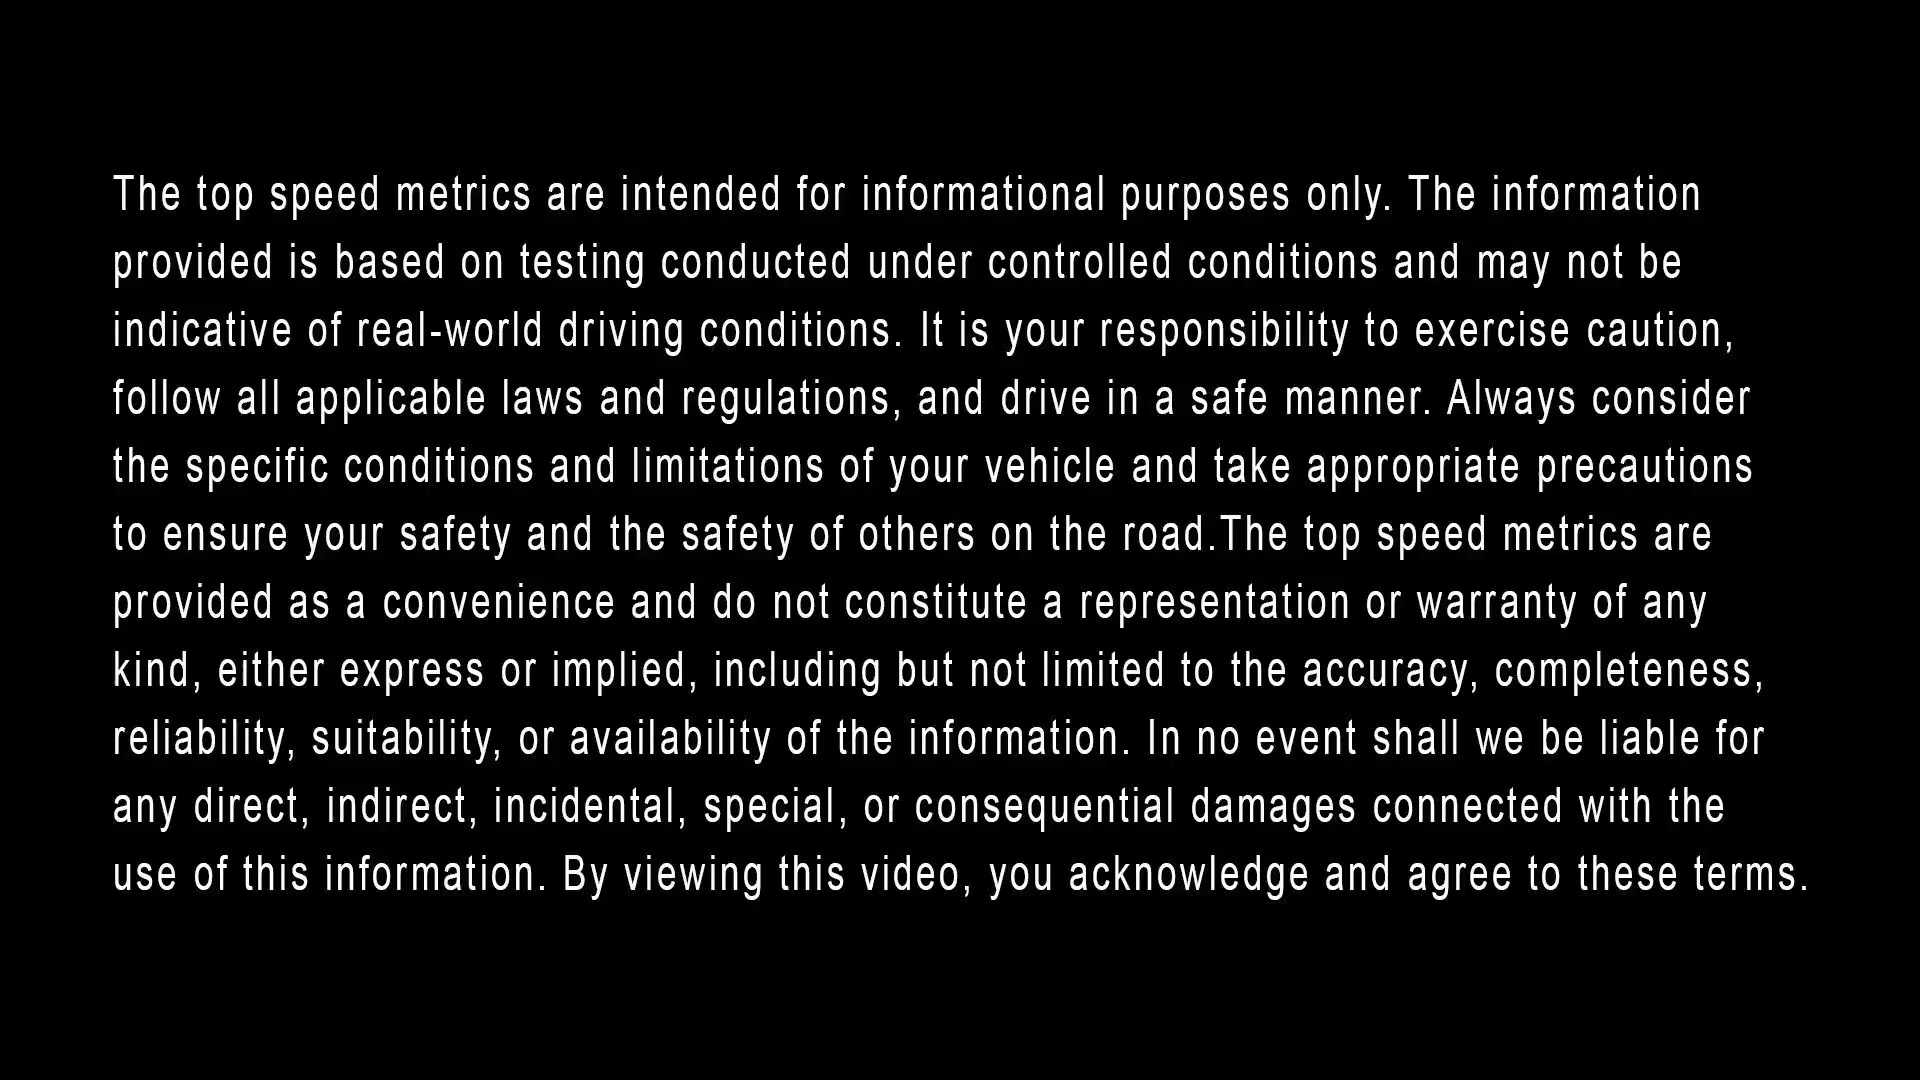 The top speed metrics are intended for informational purposes only. The information
provided is based on testing conducted under controlled conditions and may not be
indicative of real-world driving conditions. It is your responsibility to exercise caution,
follow all applicable laws and regulations, and drive in a safe manner. Always consider
the specific conditions and limitations of your vehicle and take appropriate precautions
to ensure your safety and the safety of others on the road.The top speed metrics are
provided as a convenience and do not constitute a representation or warranty of any
kind, either express or implied, including but not limited to the accuracy, completeness,
reliability, suitability, or availability of the information. In no event shall we be liable for
any direct, indirect, incidental, special, or consequential damages connected with the
use of this information. By viewing this video, you acknowledge and agree to these terms.